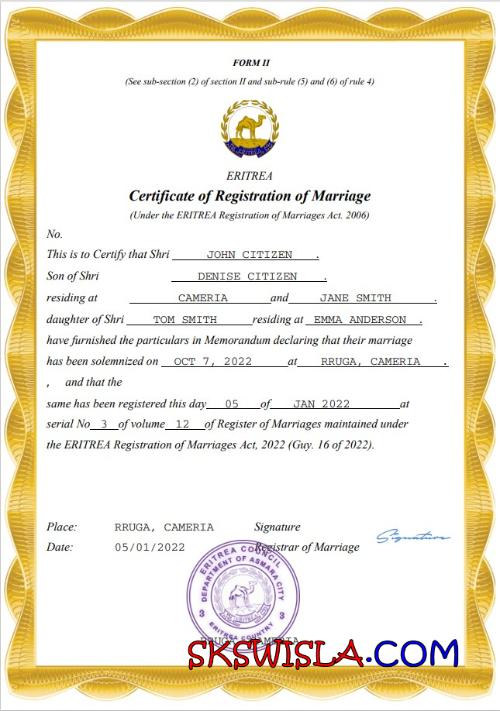 FORM II
(See sub-section (2) of section II and sub-rule (5) and (6) of rule 4)
ERITREA
Certificate of Registration of Marriage
(Under the ERITREA Registration of Marriages Act. 2006)
No.
This is to Certify that Shri JOHN CITIZEN .
Son of Shri DENISE CITIZEN .
residing at CAMERIA and JANE SMITH .
daughter of Shri TOM SMITH residing at EMMA ANDERSON .
have furnished the particulars in Memorandum declaring that their marriage
has been solemnized on OCT 7, 2022 at RRUGA, CAMERIA .
, and that the
same has been registered this day 05 of JAN 2022 at
serial No 3 of volume 12 of Register of Marriages maintained under
the ERITREA Registration of Marriages Act, 2022 (Guy. 16 of 2022).
Place: RRUGA, CAMERIA Signature
Signature
Date: 05/01/2022 Registrar of Marriage
ERITREA COUNCIL
DEPARTMENT OF ASMARA CITY
3 3
ERITREA COUNTRY
RRUGA, CAMERIA
SKSWISLA.COM